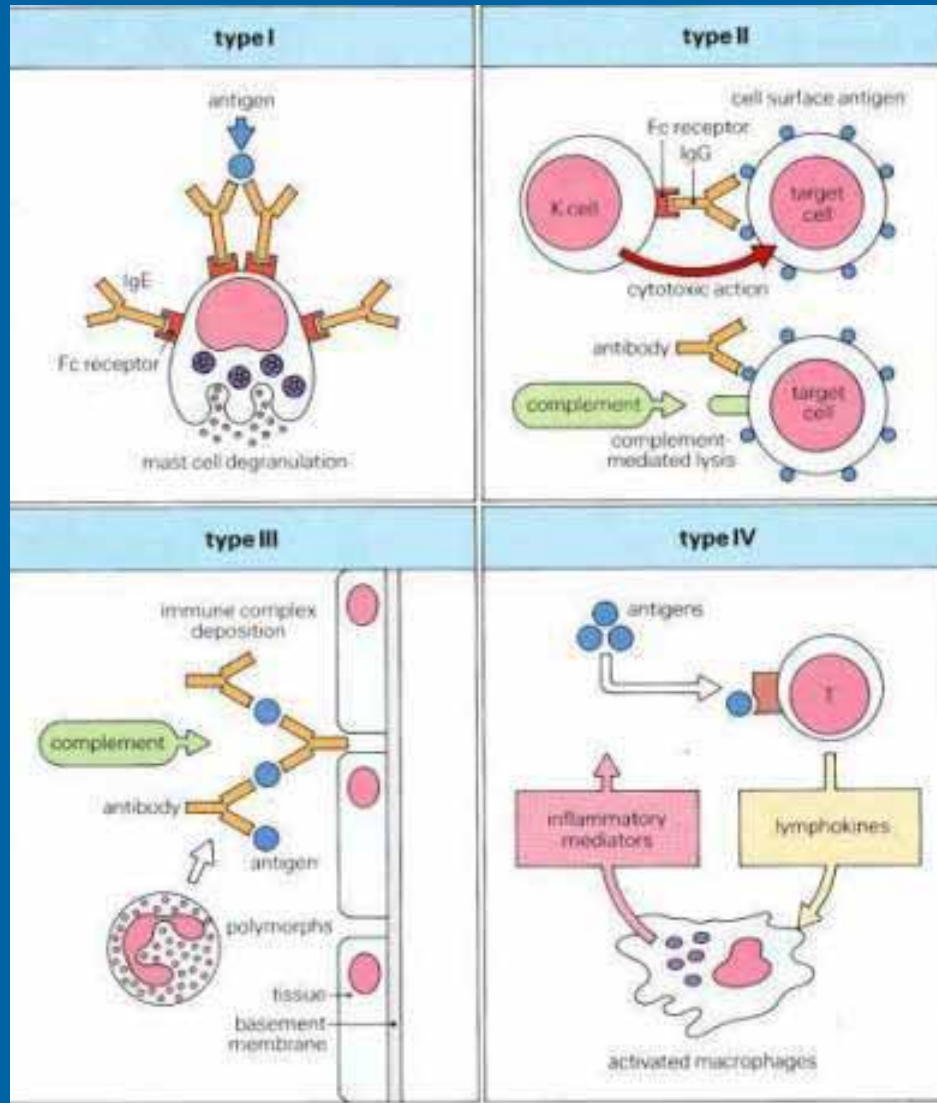 type I
antigen
IgE
Fc receptor
mast cell degranulation
type II
cell surface antigen
Fc receptor
IgG
K cell
target
cell
cytotoxic action
antibody
complement
target
cell
complement-
mediated lysis
type III
immune complex
deposition
complement
antibody
antigen
polymorphs
tissue
basement
membrane
type IV
antigens
T
inflammatory
mediators
lymphokines
activated macrophages